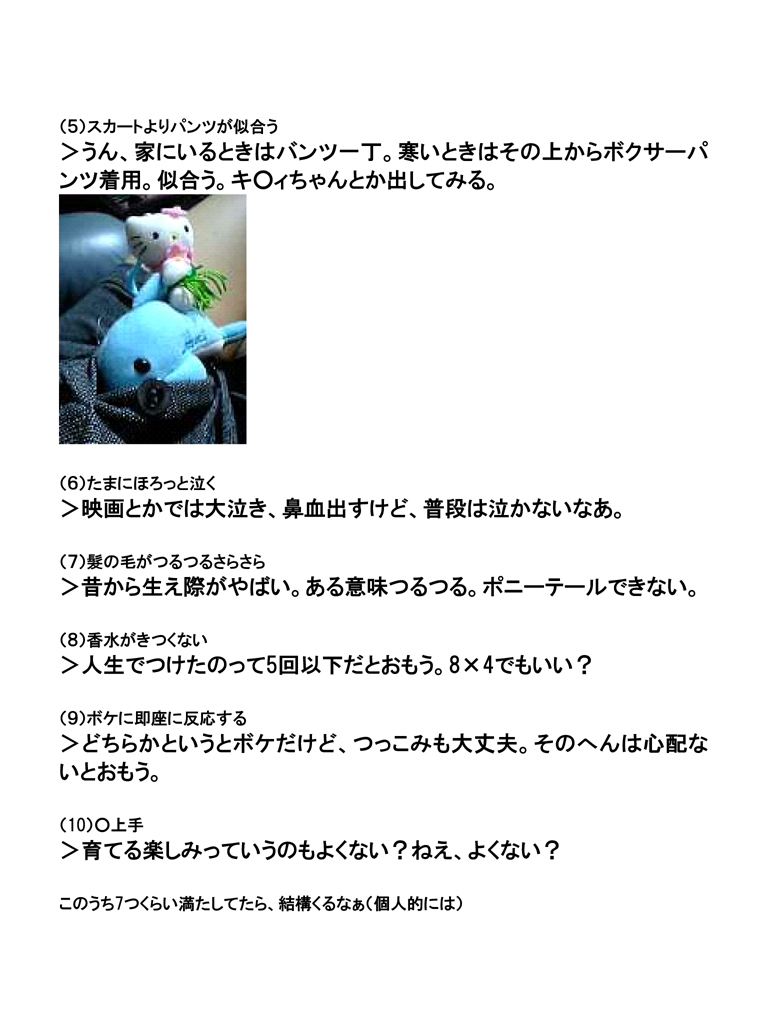 （５）スカートよりパンツが似合う
＞うん、家にいるときはパンツ一丁。寒いときはその上からボクサーパ
ンツ着用。似合う。キ〇ィちゃんとか出してみる。
（６）たまにほろっと泣く
＞映画とかでは大泣き、鼻血出すけど、普段は泣かないなあ。
（７）髪の毛がつるつるさらさら
＞昔から生え際がやばい。ある意味つるつる。ポニーテールできない。
（８）香水がきつくない
＞人生でつけたのって5回以下だとおもう。8×4でもいい？
（９）ボケに即座に反応する
＞どちらかというとボケだけど、つっこみも大丈夫。そのへんは心配な
いとおもう。
（10）〇上手
＞育てる楽しみっていうのもよくない？ねえ、よくない？
このうち7つくらい満たしてたら、結構くるなぁ（個人的には）